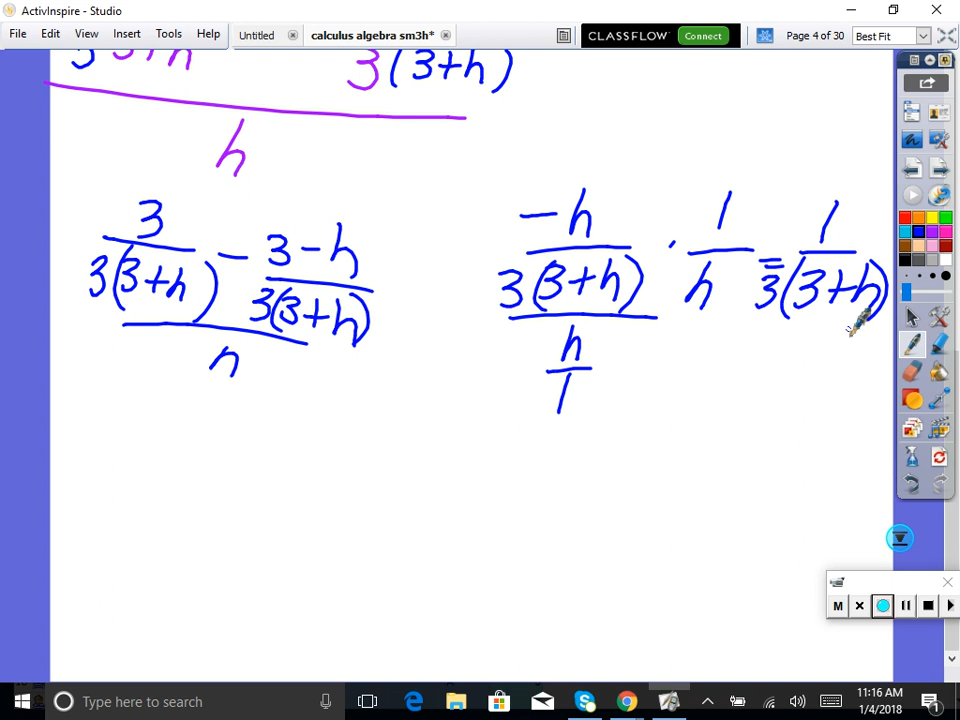 ActivInspire - Studio
File Edit View Insert Tools Help Untitled calculus algebra sm3h* CLASSFLOW Connect Page 4 of 30 Best Fit
3(3+h)
h
3 3-h
3(3+h) - 3(3+h)
h
-h 1 1
3(3+h) · h = 3(3+h)
h
1
M
Type here to search
11:16 AM
1/4/2018
1